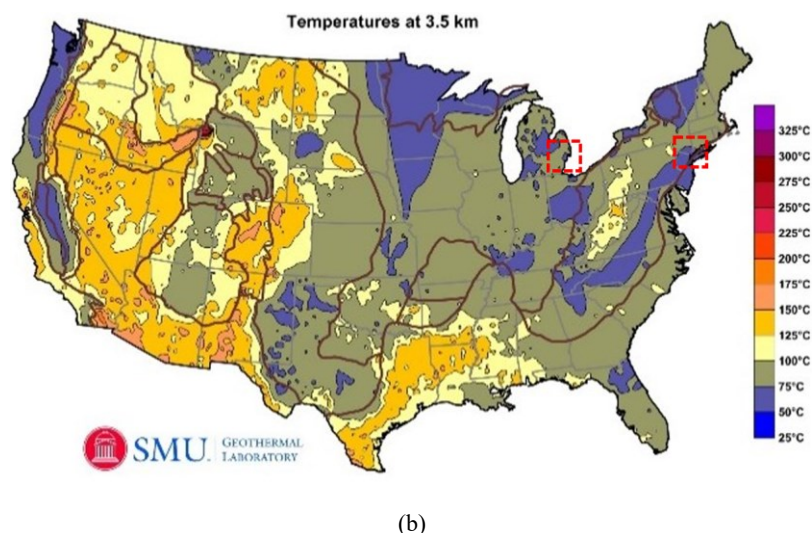 Temperatures at 3.5 km
325°C
300°C
275°C
250°C
225°C
200°C
175°C
150°C
125°C
100°C
75°C
50°C
25°C
SMU. GEOTHERMAL
LABORATORY
(b)